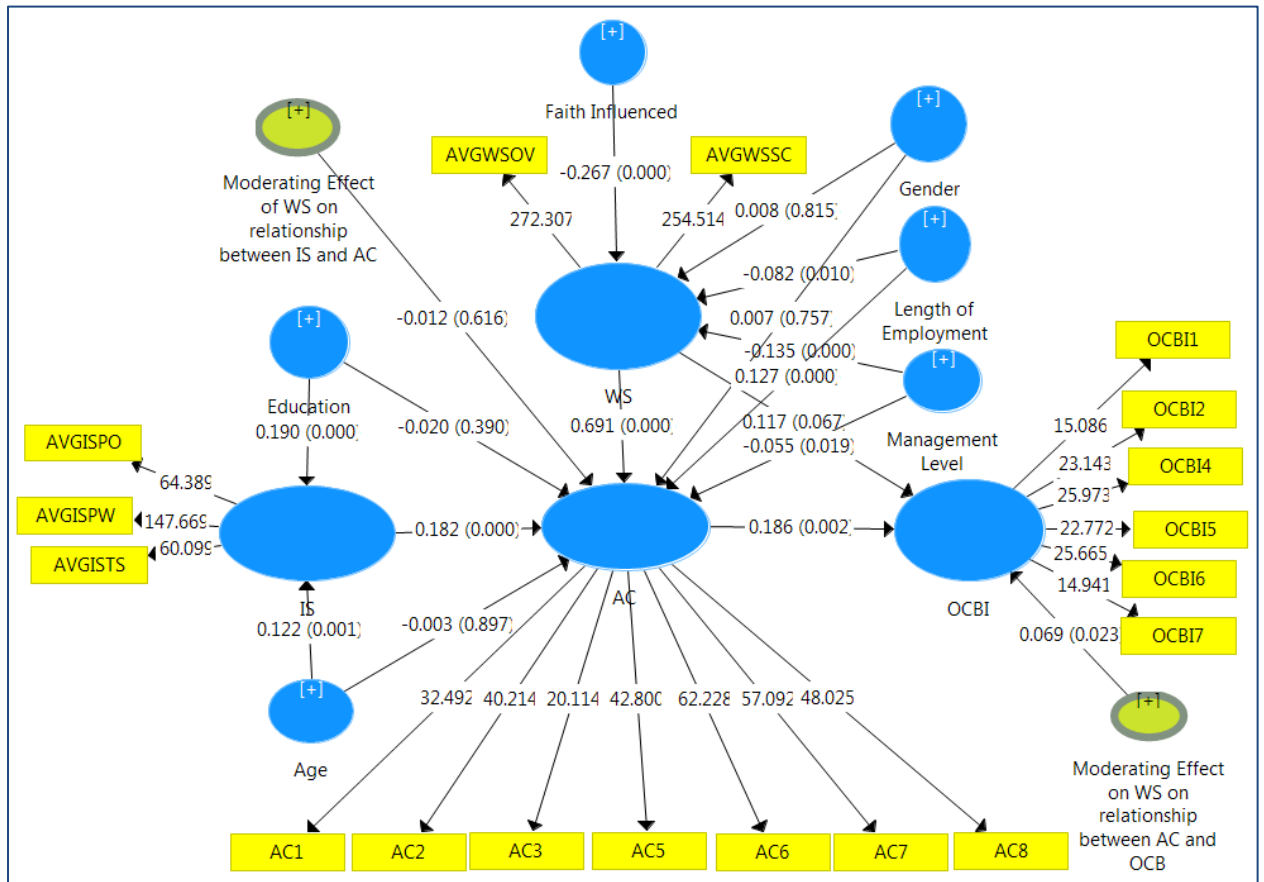 [+]
Faith Influenced
[+]
Moderating Effect
of WS on
relationship
between IS and AC
AVGWSOV
AVGWSSC
[+]
Gender
-0.267 (0.000)
272.307
254.514
0.008 (0.815)
[+]
Length of
Employment
-0.082 (0.010)
-0.012 (0.616)
0.007 (0.757)
[+]
Education
-0.135 (0.000)
[+]
Management
Level
0.127 (0.000)
WS
0.117 (0.067)
0.190 (0.000)
-0.020 (0.390)
0.691 (0.000)
-0.055 (0.019)
OCBI1
OCBI2
OCBI4
OCBI5
OCBI6
OCBI7
15.086
23.143
25.973
22.772
25.665
14.941
AVGISPO
AVGISPW
AVGISTS
64.389
147.669
60.099
0.182 (0.000)
0.186 (0.002)
IS
AC
OCBI
0.122 (0.001)
-0.003 (0.897)
0.069 (0.023)
[+]
Age
32.492
40.214
20.114
42.800
62.228
57.092
48.025
[+]
Moderating Effect
on WS on
relationship
between AC and
OCB
AC1
AC2
AC3
AC5
AC6
AC7
AC8